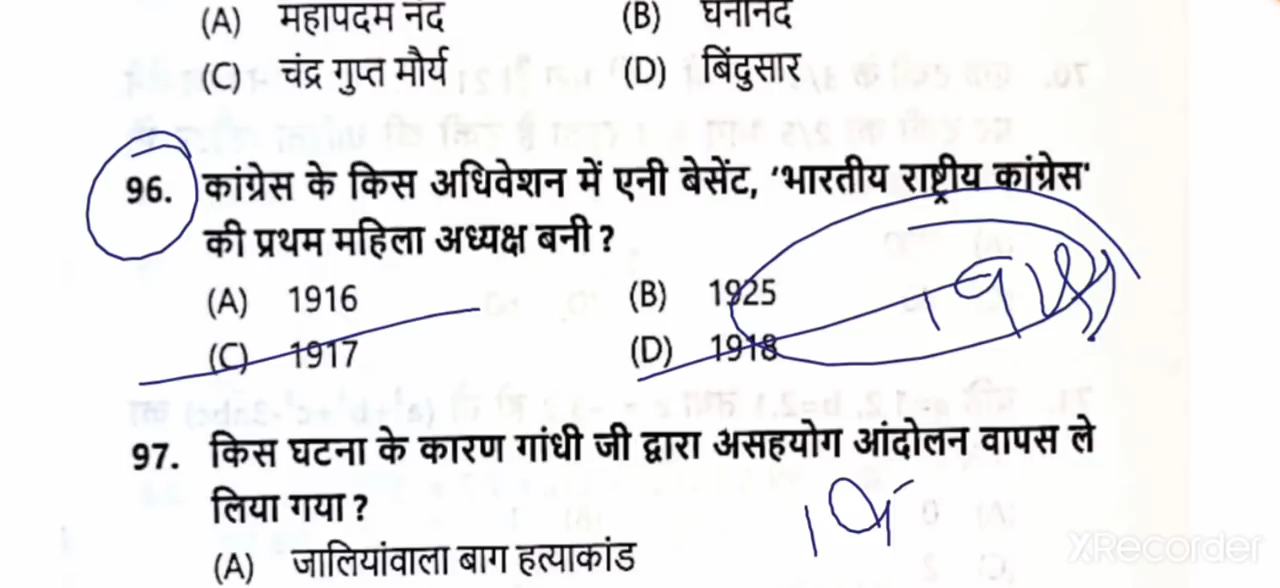 (A) महापदम नंद (B) घनानंद
(C) चंद्र गुप्त मौर्य (D) बिंदुसार
96. कांग्रेस के किस अधिवेशन में एनी बेसेंट, 'भारतीय राष्ट्रीय कांग्रेस'
की प्रथम महिला अध्यक्ष बनी ?
(A) 1916 (B) 1925
(C) 1917 (D) 1918
97. किस घटना के कारण गांधी जी द्वारा असहयोग आंदोलन वापस ले
लिया गया ?
(A) जालियांवाला बाग हत्याकांड
XRecorder